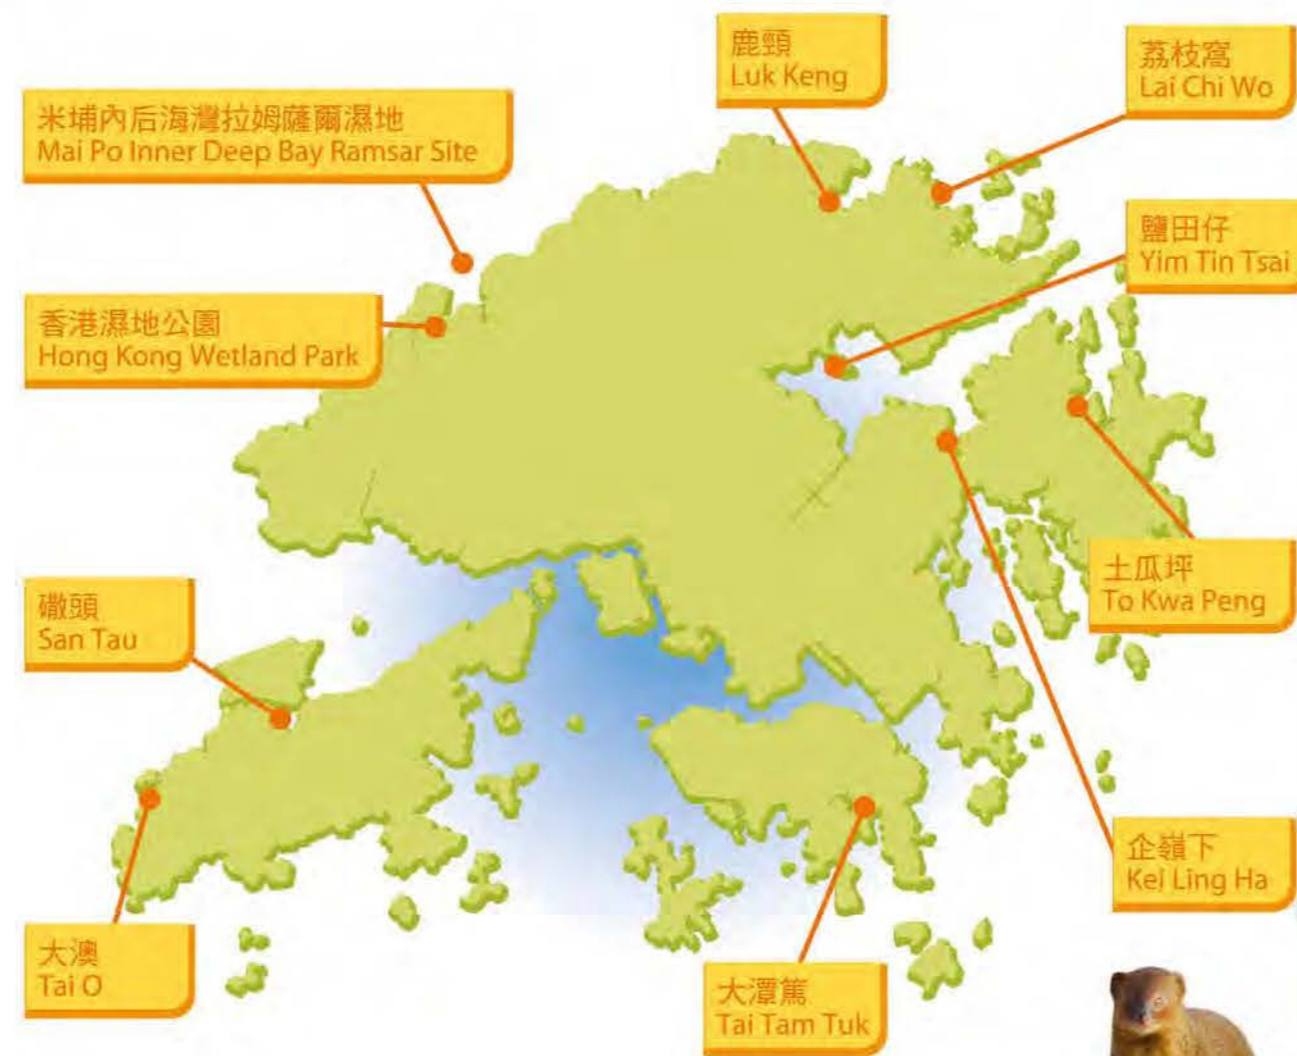 鹿頸
Luk Keng
荔枝窩
Lai Chi Wo
米埔內后海灣拉姆薩爾濕地
Mai Po Inner Deep Bay Ramsar Site
鹽田仔
Yim Tin Tsai
香港濕地公園
Hong Kong Wetland Park
土瓜坪
To Kwa Peng
䃟頭
San Tau
企嶺下
Kei Ling Ha
大澳
Tai O
大潭篤
Tai Tam Tuk